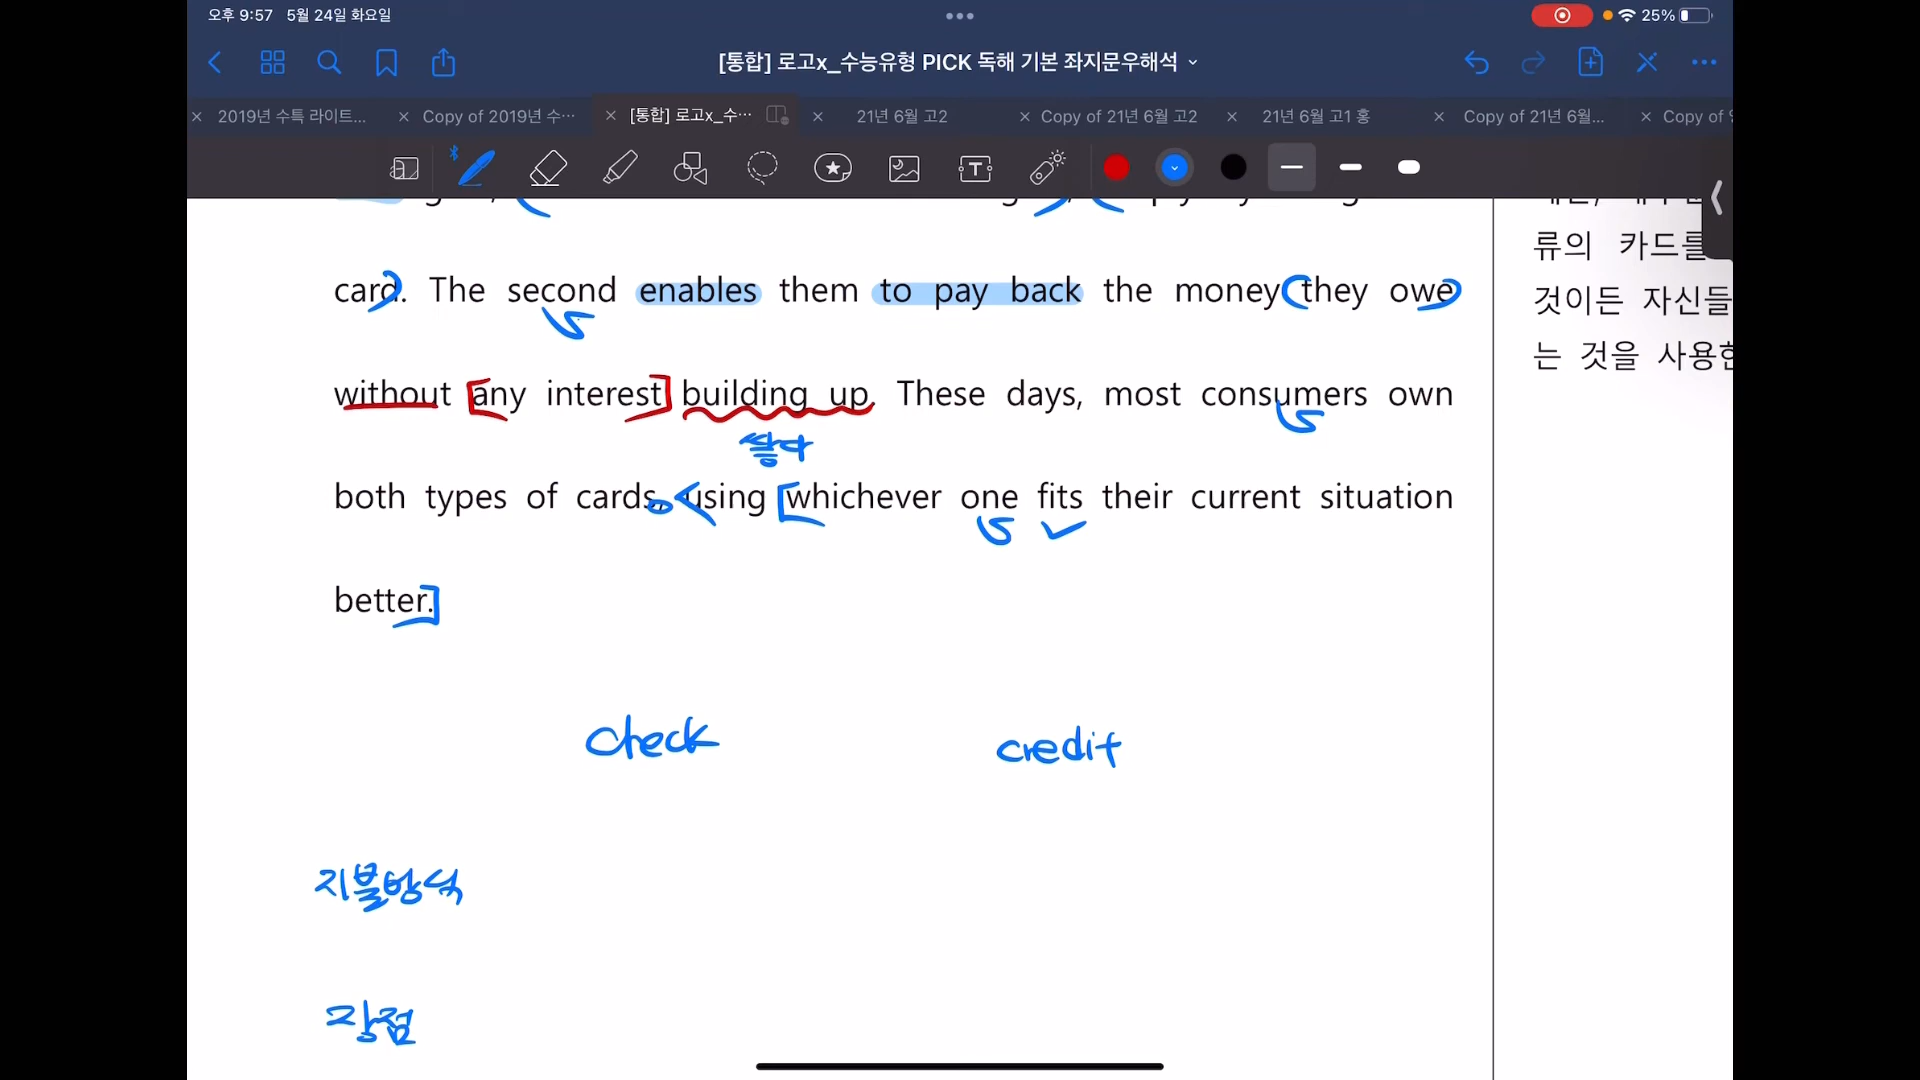 오후 9:57 5월 24일 화요일
25%
[통합] 로고x_수능유형 PICK 독해 기본 좌지문우해석
2019년 수특 라이트...
Copy of 2019년 수...
[통합] 로고x_수...
21년 6월 고2
Copy of 21년 6월 고2
21년 6월 고1 홍
Copy of 21년 6월...
Copy of
card. The second enables them to pay back the money they owe
without any interest building up. These days, most consumers own
쌓다
both types of cards, using whichever one fits their current situation
better.
류의 카드를
것이든 자신들
는 것을 사용한
check credit
지불방식
장점